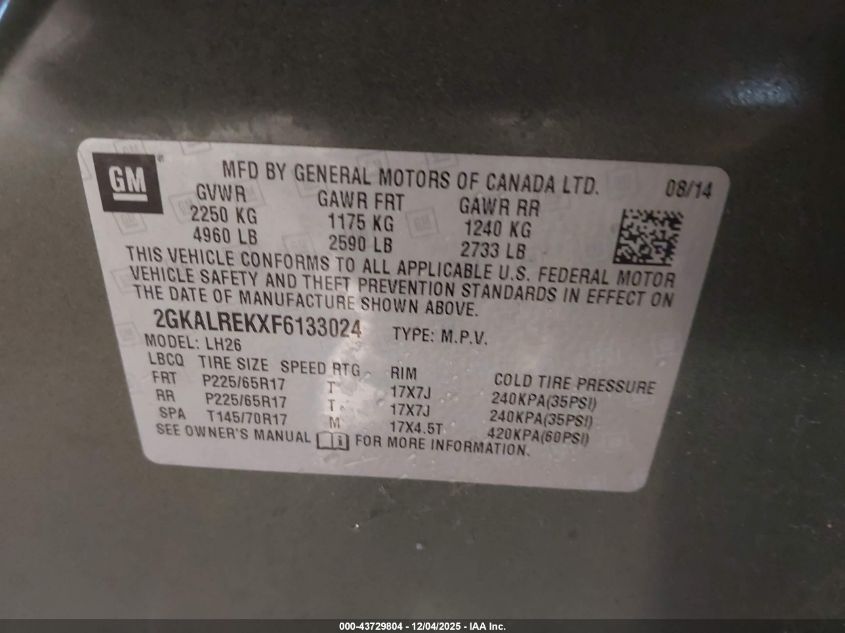 GM
MFD BY GENERAL MOTORS OF CANADA LTD. 08/14
GVWR GAWR FRT GAWR RR
2250 KG 1175 KG 1240 KG
4960 LB 2590 LB 2733 LB
THIS VEHICLE CONFORMS TO ALL APPLICABLE U.S. FEDERAL MOTOR
VEHICLE SAFETY AND THEFT PREVENTION STANDARDS IN EFFECT ON
THE DATE OF MANUFACTURE SHOWN ABOVE.
2GKALREKXF6133024 TYPE: M.P.V.
MODEL: LH26
LBCQ TIRE SIZE SPEED RTG RIM COLD TIRE PRESSURE
FRT P225/65R17 T 17X7J 240KPA(35PSI)
RR P225/65R17 T 17X7J 240KPA(35PSI)
SPA T145/70R17 M 17X4.5T 420KPA(60PSI)
SEE OWNER'S MANUAL i FOR MORE INFORMATION.
000-43729804 - 12/04/2025 - IAA Inc.